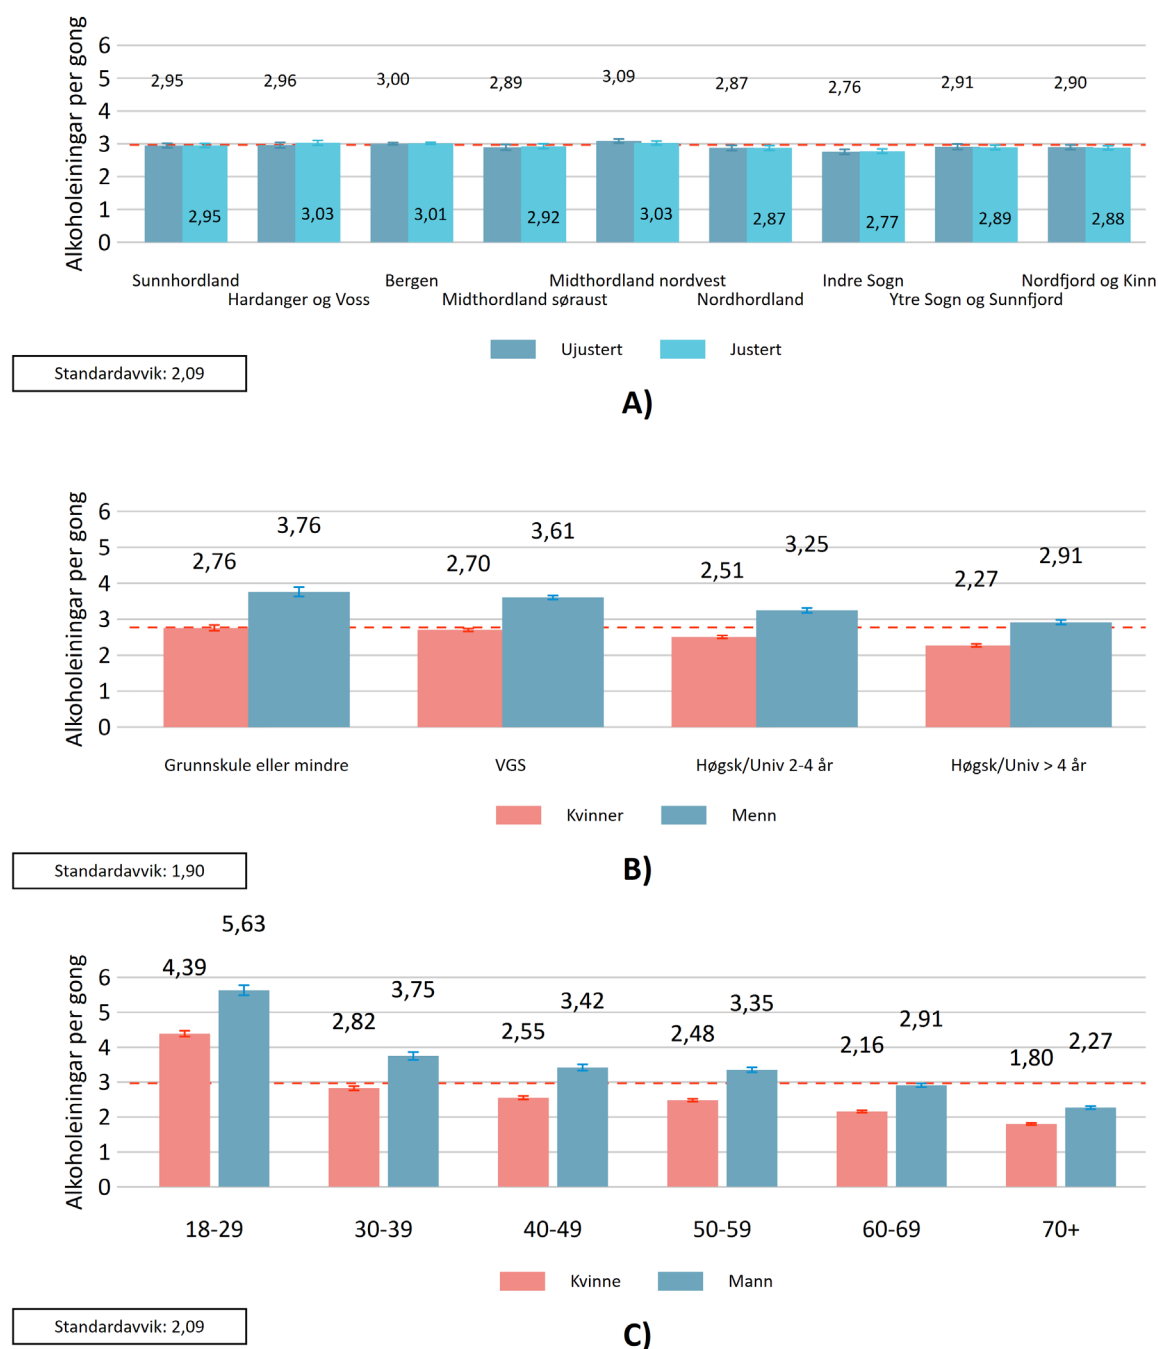 Alkoholeiningar per gong
6
5
4
3
2
1
0
2,95 2,96 3,00 2,89 3,09 2,87 2,76 2,91 2,90
2,95 3,03 3,01 2,92 3,03 2,87 2,77 2,89 2,88
Sunnhordland Bergen Midthordland nordvest Indre Sogn Nordfjord og Kinn
Hardanger og Voss Midthordland søraust Nordhordland Ytre Sogn og Sunnfjord
Ujustert Justert
Standardavvik: 2,09
A)
Alkoholeiningar per gong
6
5
4
3
2
1
0
2,76 3,76 2,70 3,61 2,51 3,25 2,27 2,91
Grunnskule eller mindre VGS Høgsk/Univ 2-4 år Høgsk/Univ > 4 år
Kvinner Menn
Standardavvik: 1,90
B)
Alkoholeiningar per gong
6
5
4
3
2
1
0
4,39 5,63 2,82 3,75 2,55 3,42 2,48 3,35 2,16 2,91 1,80 2,27
18-29 30-39 40-49 50-59 60-69 70+
Kvinne Mann
Standardavvik: 2,09
C)